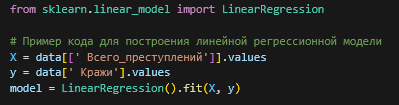 from sklearn.linear_model import LinearRegression
# Пример кода для построения линейной регрессионной модели
X = data[[' Всего_преступлений']].values
y = data[' Кражи'].values
model = LinearRegression().fit(X, y)